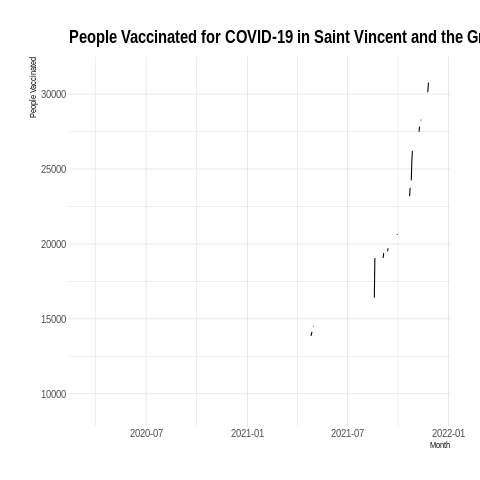 People Vaccinated for COVID-19 in Saint Vincent and the Gr
People Vaccinated
30000
25000
20000
15000
10000
2020-07 2021-01 2021-07 2022-01
Month